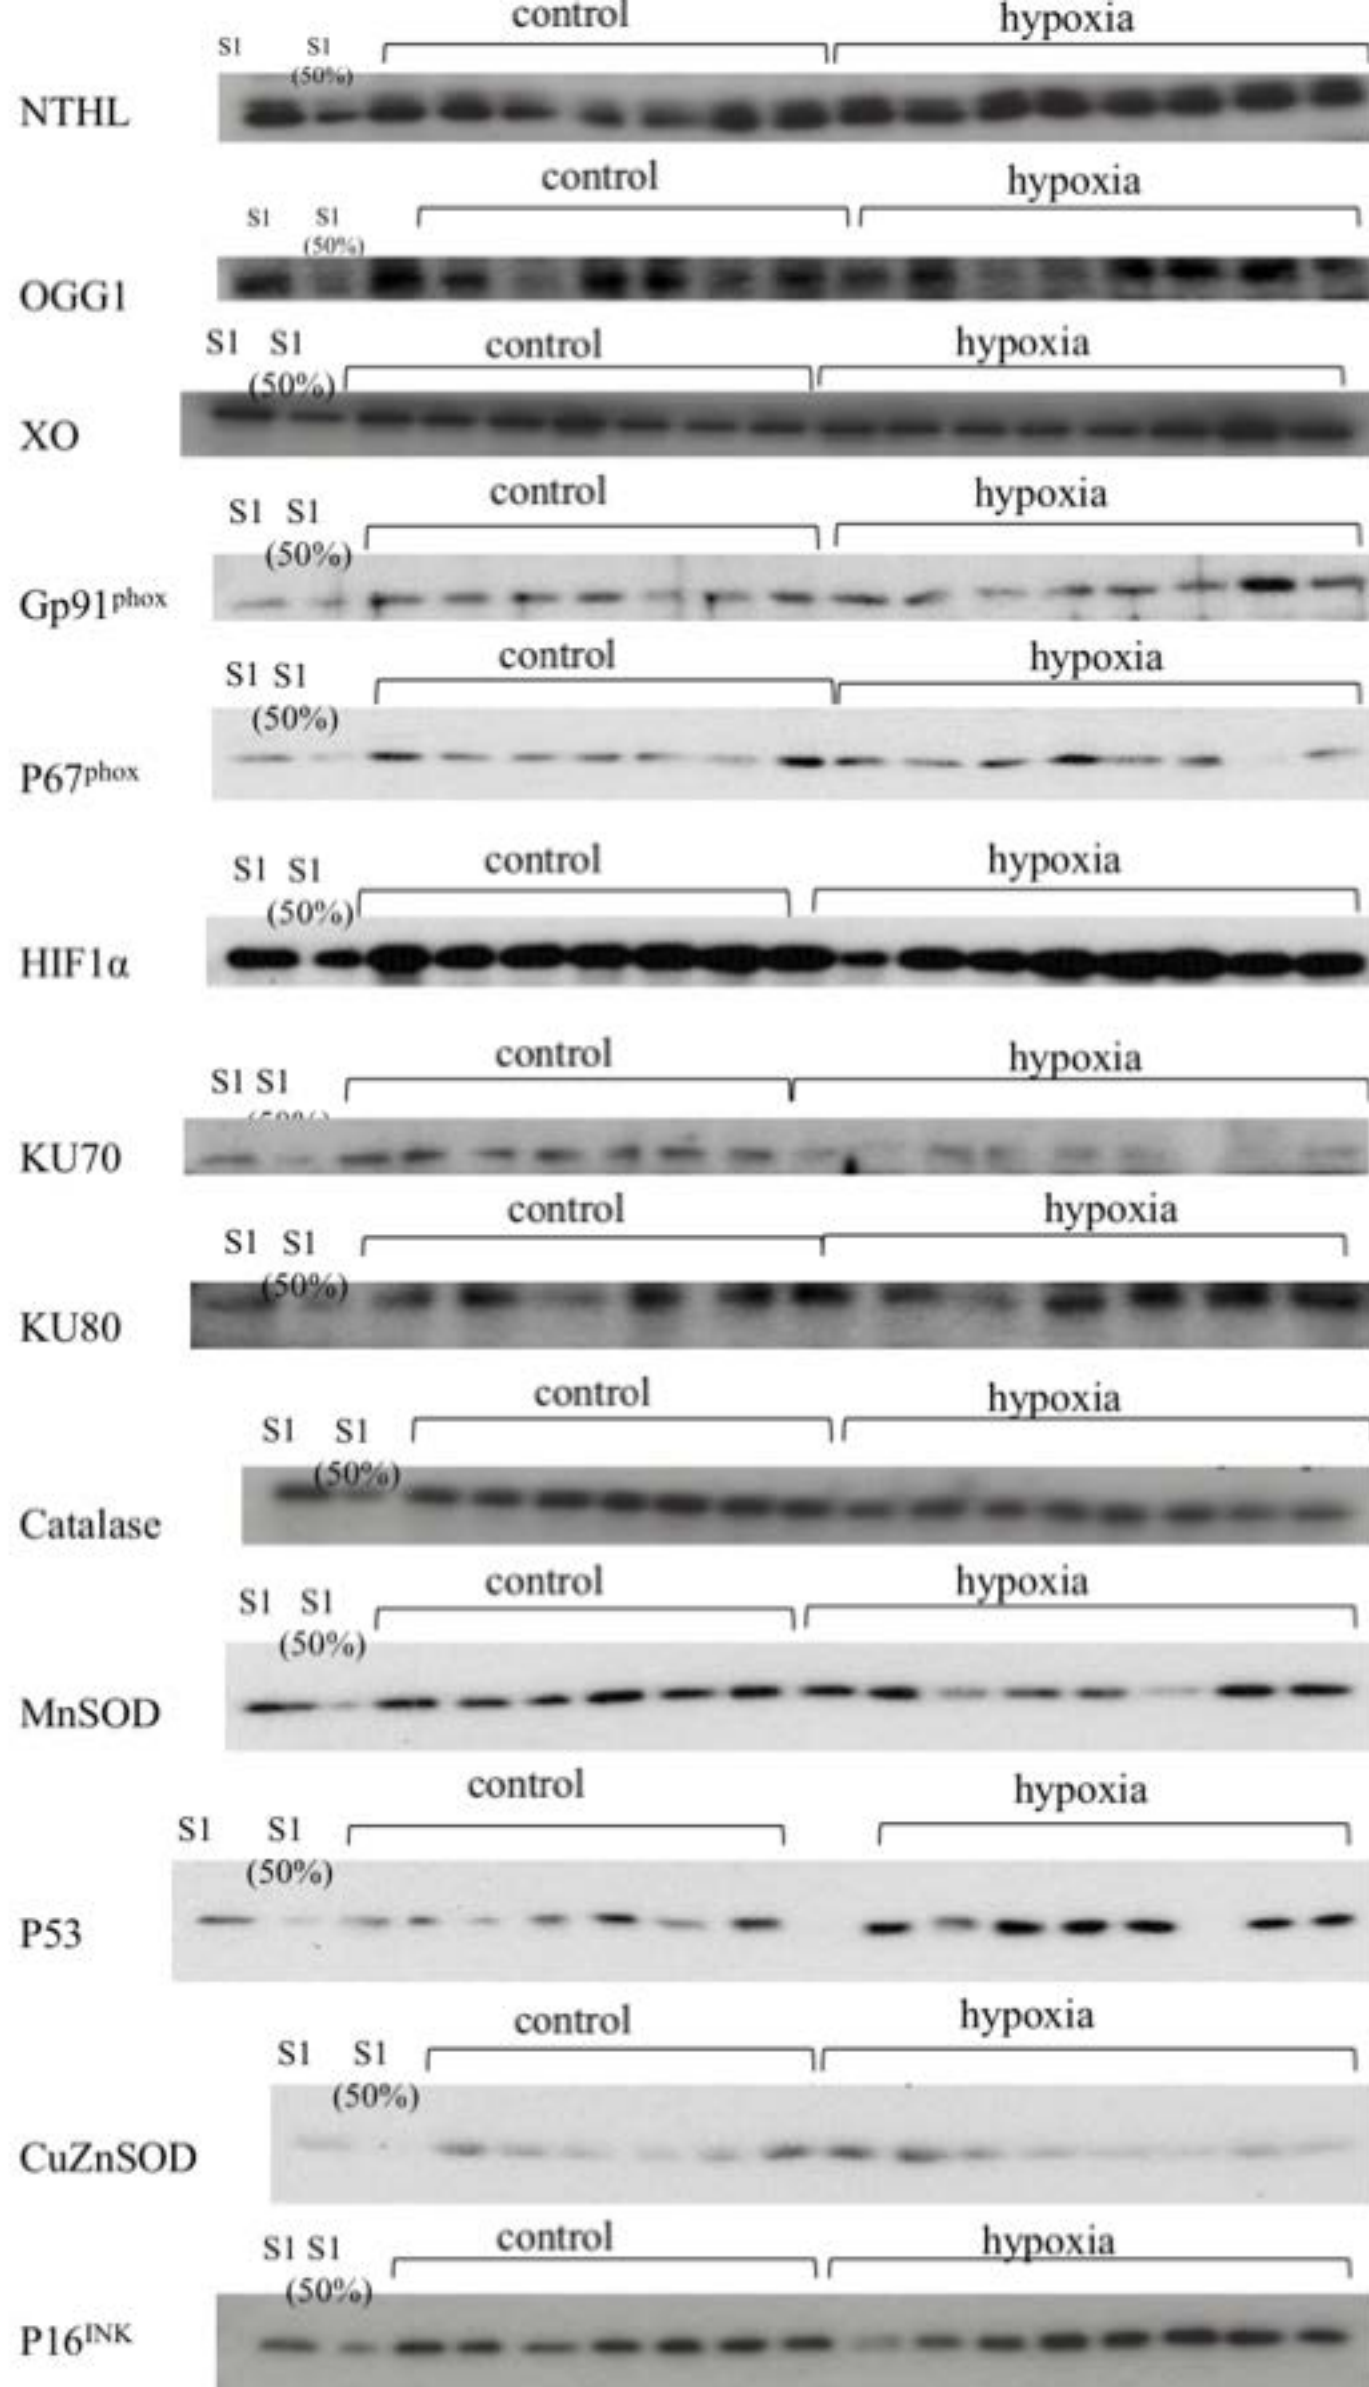 control hypoxia
S1 S1
(50%)
NTHL
control hypoxia
S1 S1
(50%)
OGG1
S1 S1 control hypoxia
(50%)
XO
control hypoxia
S1 S1
(50%)
Gp91phox
control hypoxia
S1 S1
(50%)
P67phox
control hypoxia
S1 S1
(50%)
HIF1α
control hypoxia
S1 S1
KU70
control hypoxia
S1 S1
(50%)
KU80
control hypoxia
S1 S1
(50%)
Catalase
control hypoxia
S1 S1
(50%)
MnSOD
control hypoxia
S1 S1
(50%)
P53
control hypoxia
S1 S1
(50%)
CuZnSOD
control hypoxia
S1 S1
(50%)
P16INK